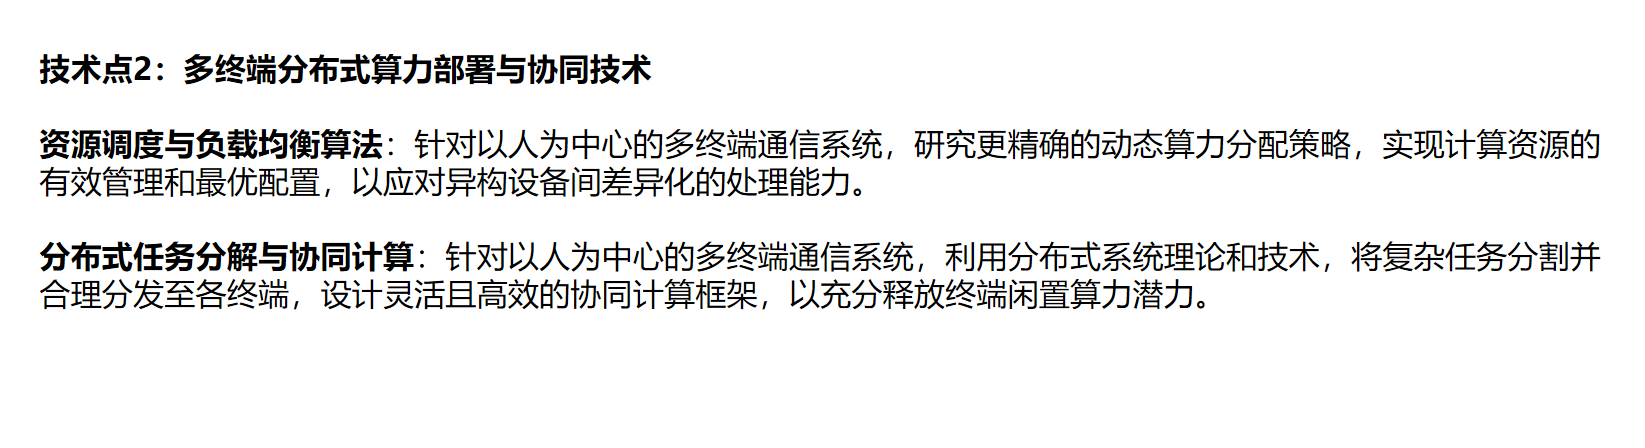 技术点2：多终端分布式算力部署与协同技术
资源调度与负载均衡算法：针对以人为中心的多终端通信系统，研究更精确的动态算力分配策略，实现计算资源的
有效管理和最优配置，以应对异构设备间差异化的处理能力。
分布式任务分解与协同计算：针对以人为中心的多终端通信系统，利用分布式系统理论和技术，将复杂任务分割并
合理分发至各终端，设计灵活且高效的协同计算框架，以充分释放终端闲置算力潜力。